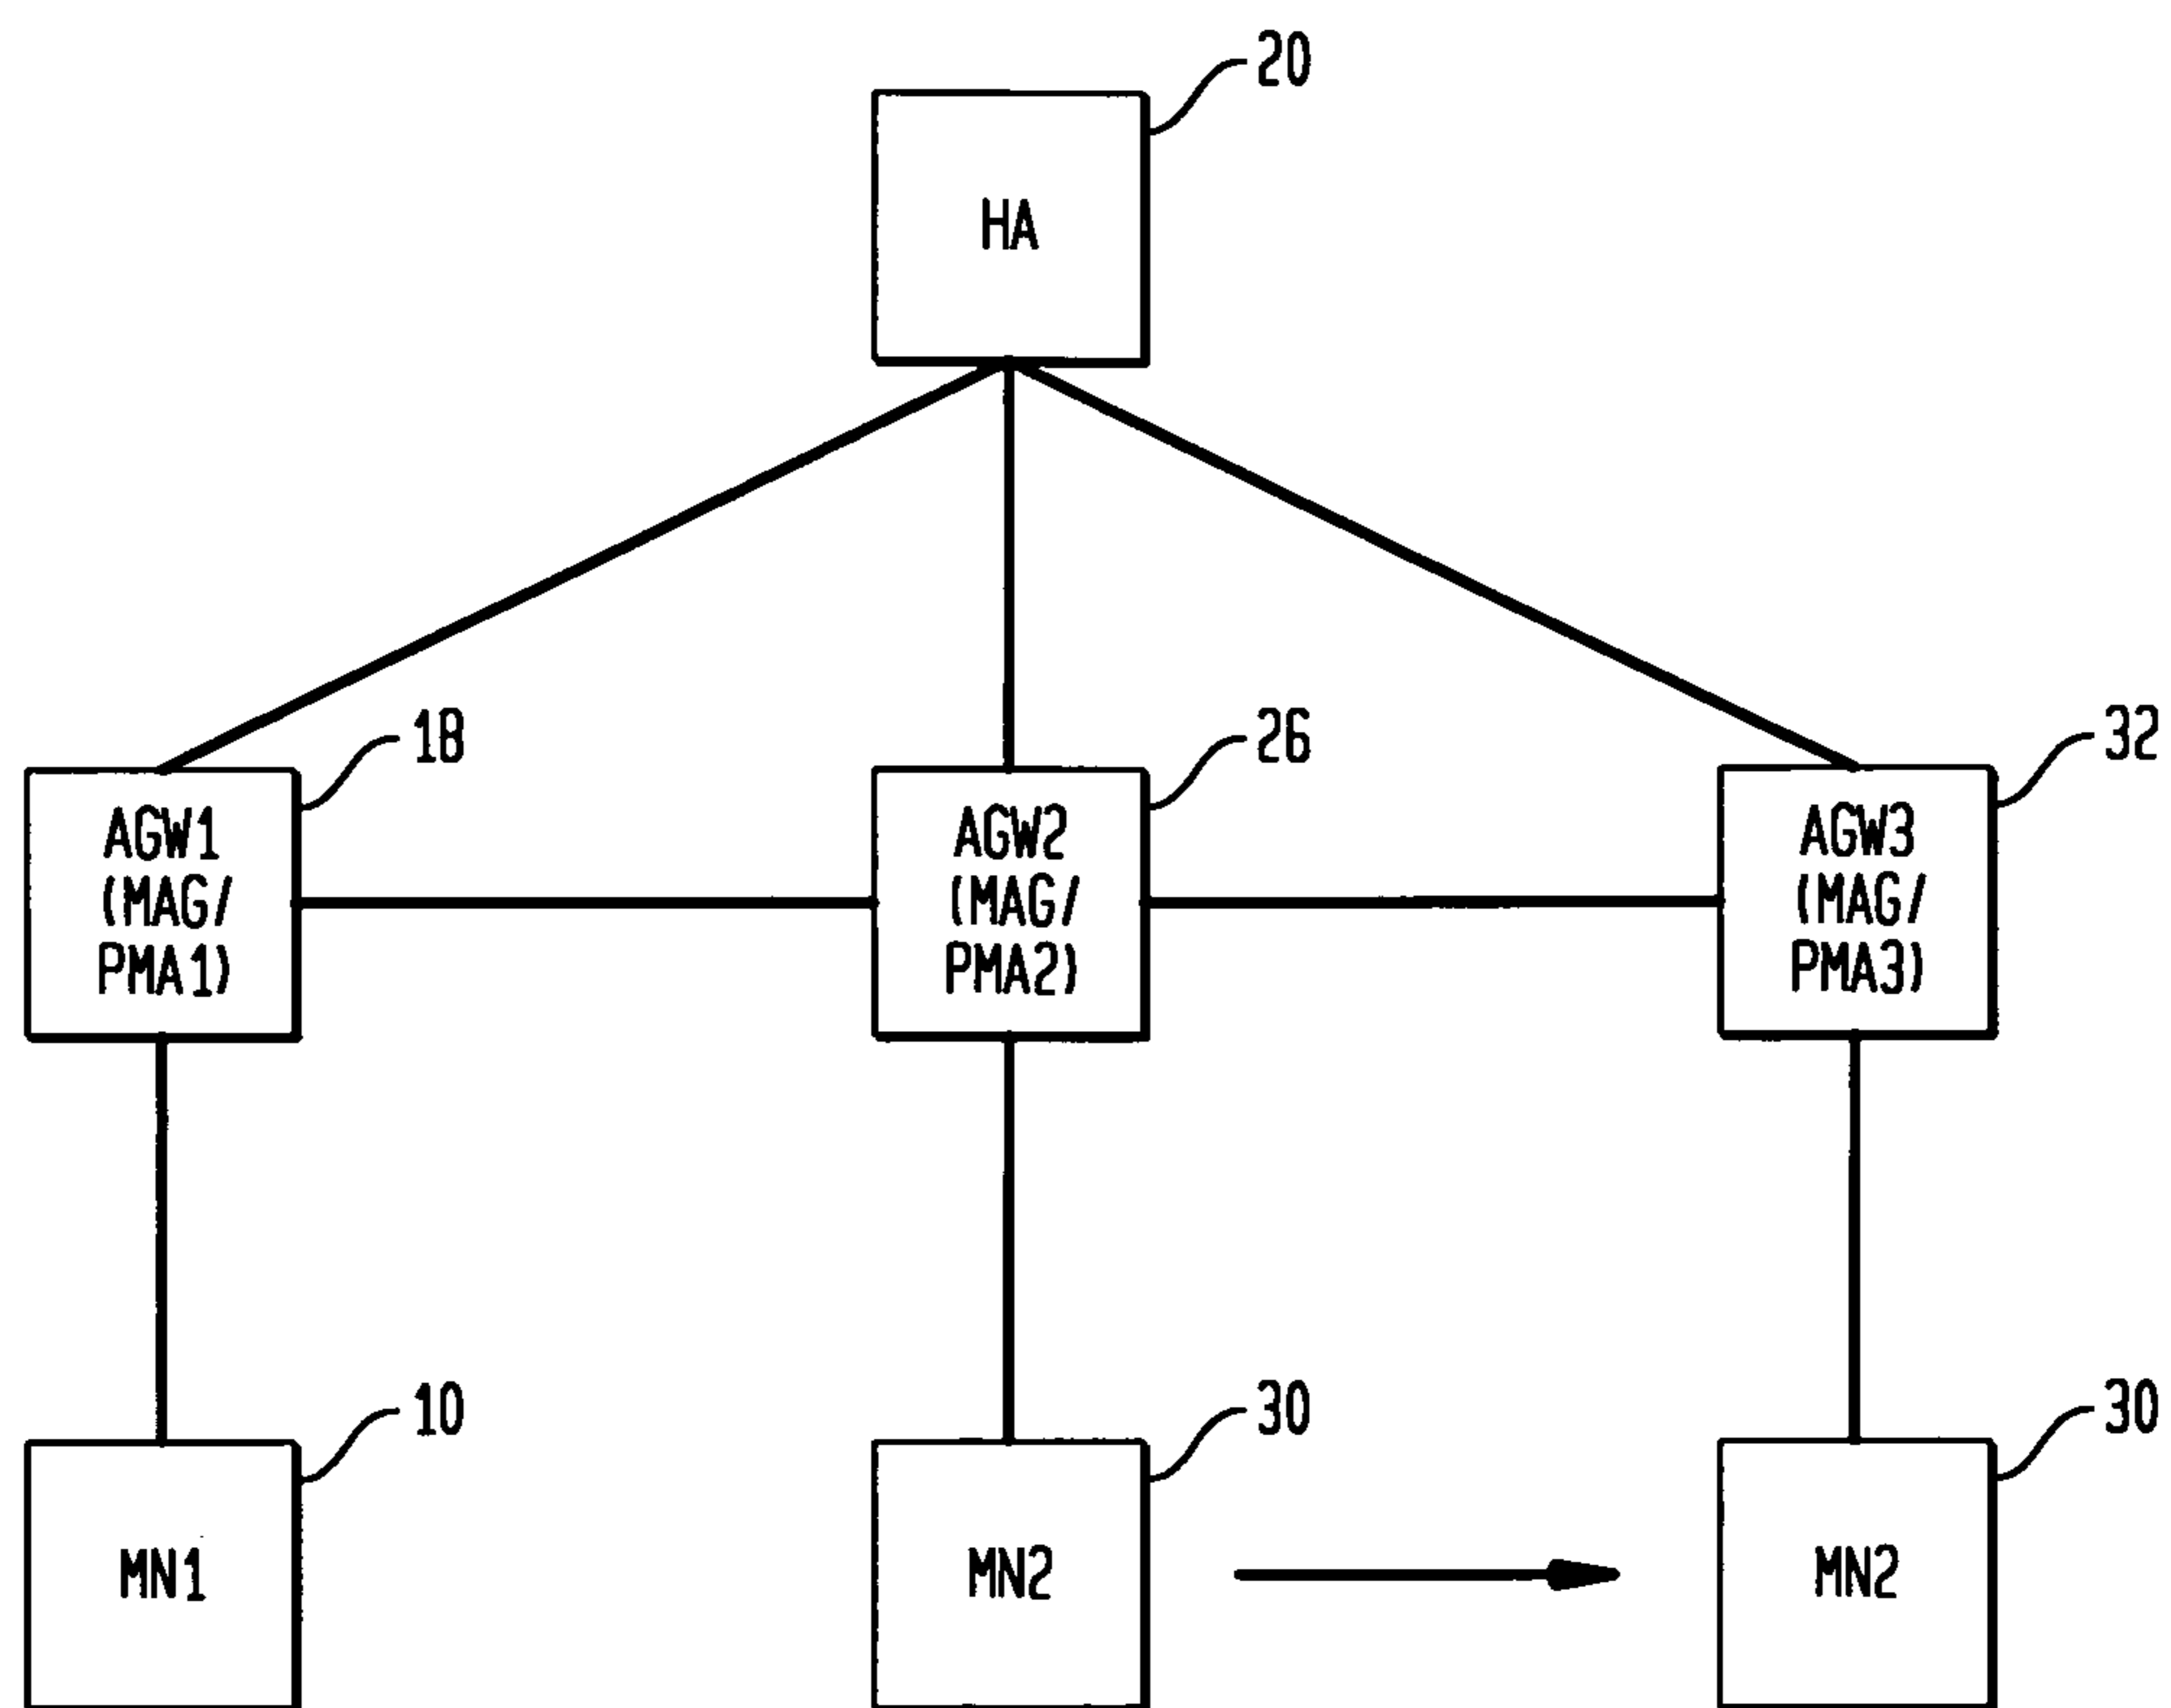 20
HA
18
26
32
AGW1
(MAG/
PMA1)
AGW2
(MAG/
PMA2)
AGW3
(MAG/
PMA3)
10
30
30
MN1
MN2
MN2